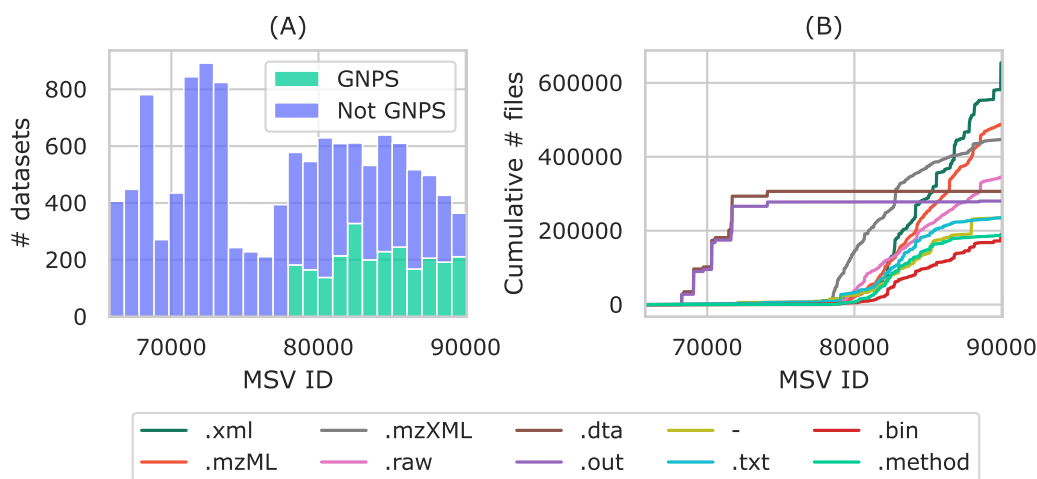 (A)
(B)
# datasets
800
600
400
200
0
GNPS
Not GNPS
70000
80000
90000
MSV ID
Cumulative # files
600000
400000
200000
0
70000
80000
90000
MSV ID
.xml
.mzXML
.dta
-
.bin
.mzML
.raw
.out
.txt
.method